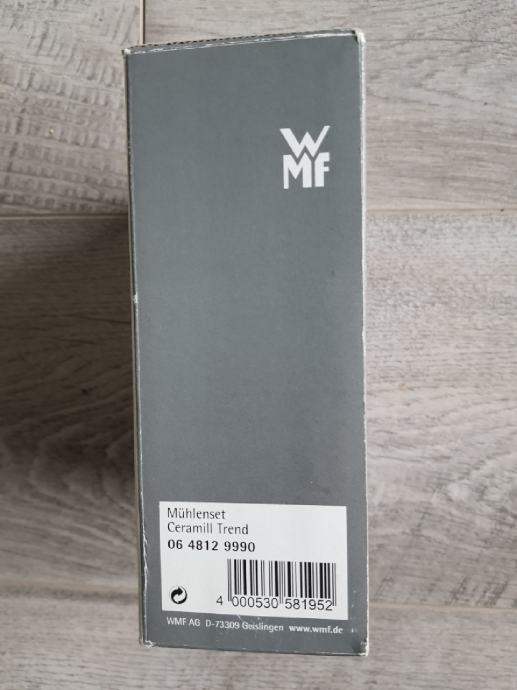 WMF
Mühlenset
Ceramill Trend
06 4812 9990
4 000530 581952
WMF AG D-73309 Geislingen www.wmf.de